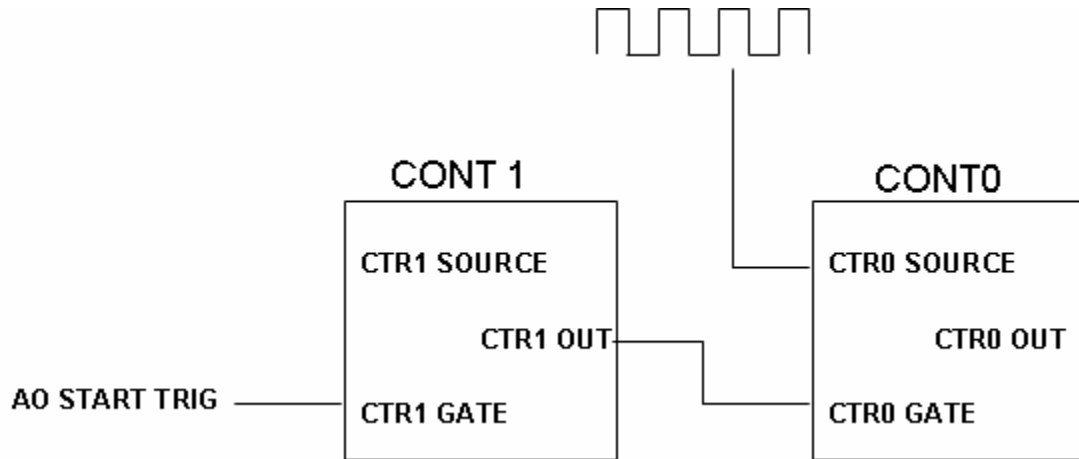 CONT 1
CONT0
CTR1 SOURCE
CTR0 SOURCE
CTR1 OUT
CTR0 OUT
AO START TRIG
CTR1 GATE
CTR0 GATE